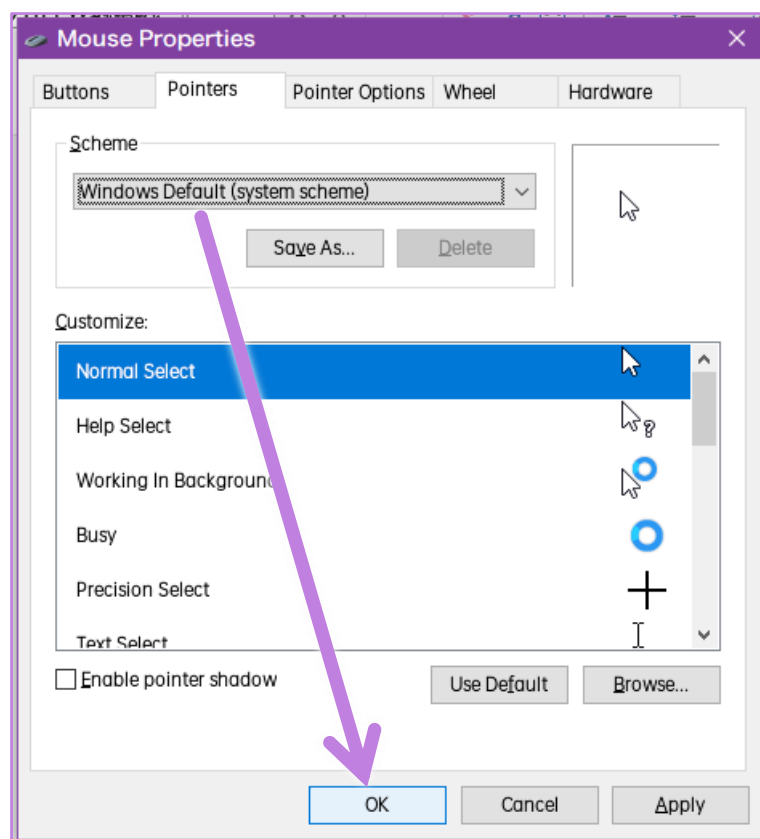 Mouse Properties
Buttons Pointers Pointer Options Wheel Hardware
Scheme
Windows Default (system scheme)
Save As... Delete
Customize:
Normal Select
Help Select
Working In Background
Busy
Precision Select
Text Select
Enable pointer shadow
Use Default Browse...
OK Cancel Apply